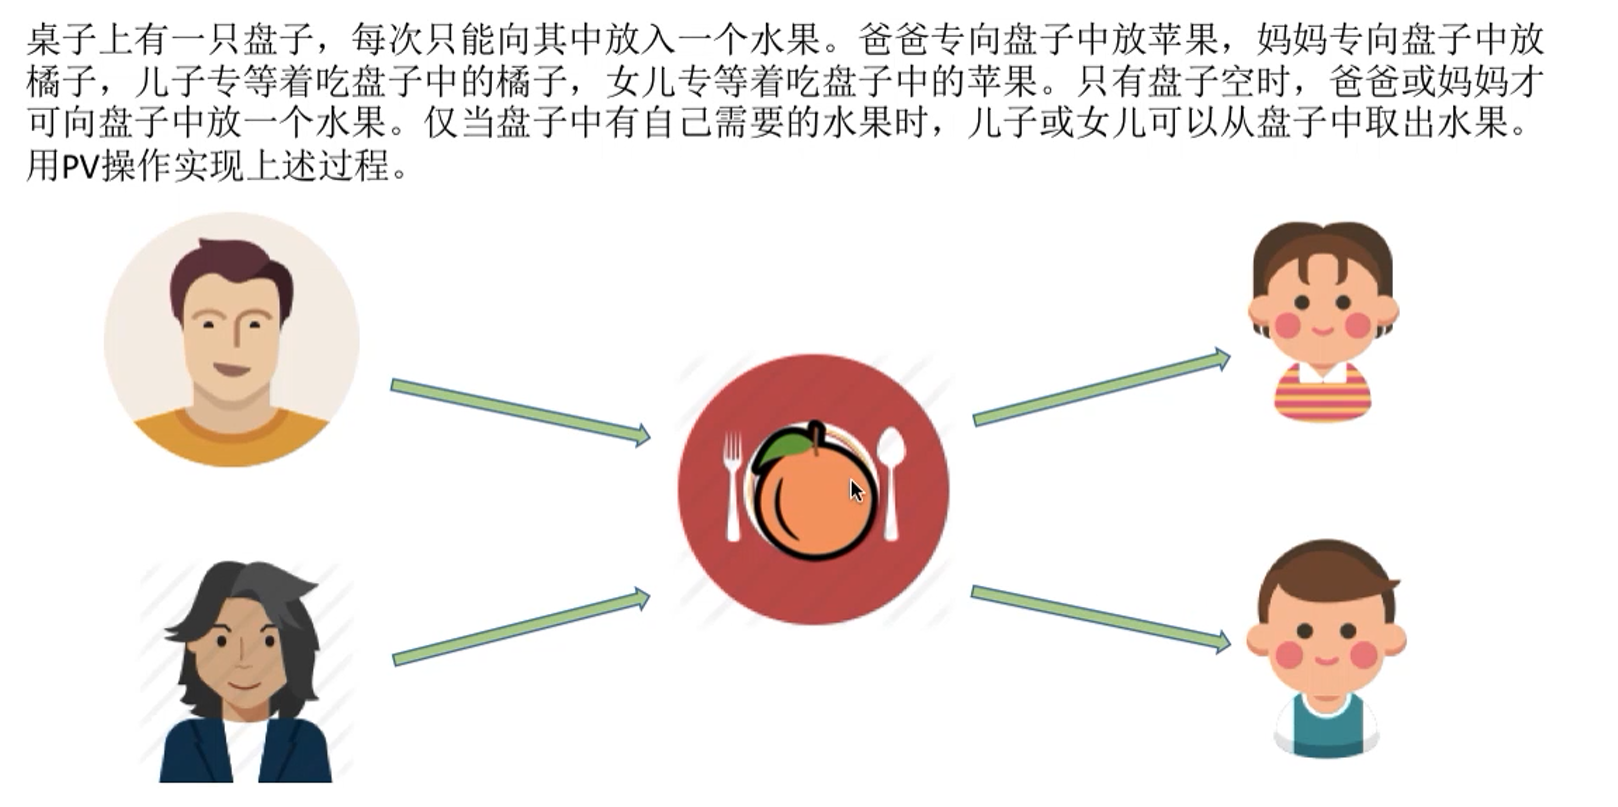 桌子上有一只盘子，每次只能向其中放入一个水果。爸爸专向盘子中放苹果，妈妈专向盘子中放
橘子，儿子专等着吃盘子中的橘子，女儿专等着吃盘子中的苹果。只有盘子空时，爸爸或妈妈才
可向盘子中放一个水果。仅当盘子中有自己需要的水果时，儿子或女儿可以从盘子中取出水果。
用PV操作实现上述过程。